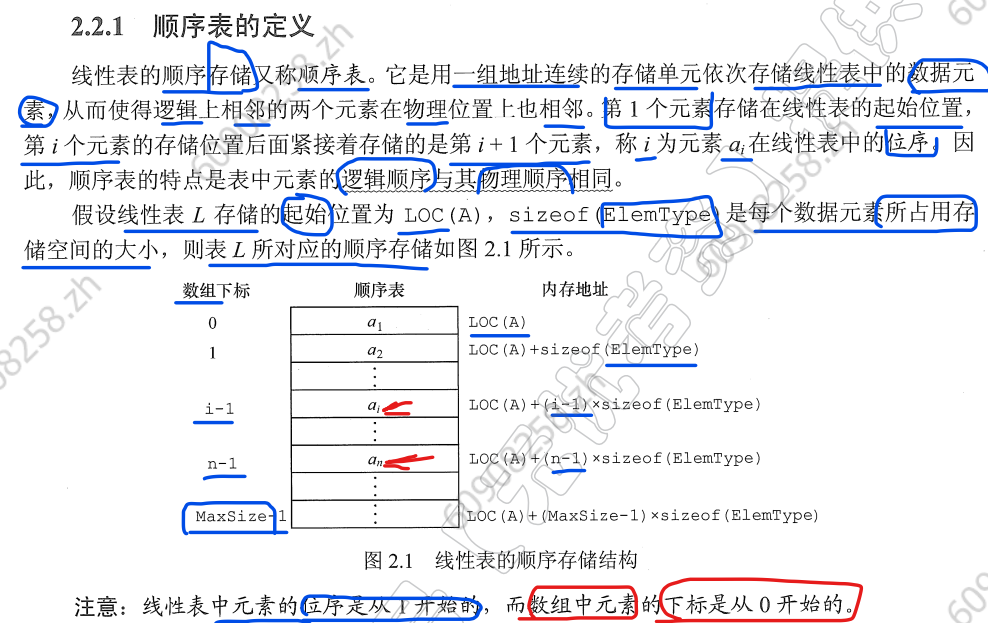 2.2.1 顺序表的定义
线性表的顺序存储又称顺序表。它是用一组地址连续的存储单元依次存储线性表中的数据元
素，从而使得逻辑上相邻的两个元素在物理位置上也相邻。第 1 个元素存储在线性表的起始位置，
第 i 个元素的存储位置后面紧接着存储的是第 i + 1 个元素，称 i 为元素 aᵢ 在线性表中的位序。因
此，顺序表的特点是表中元素的逻辑顺序与其物理顺序相同。
假设线性表 L 存储的起始位置为 LOC(A)，sizeof(ElemType) 是每个数据元素所占用存
储空间的大小，则表 L 所对应的顺序存储如图 2.1 所示。
数组下标 顺序表 内存地址
0 a₁ LOC(A)
1 a₂ LOC(A)+sizeof(ElemType)
⋮
i-1 aᵢ LOC(A)+(i-1)×sizeof(ElemType)
⋮
n-1 aₙ LOC(A)+(n-1)×sizeof(ElemType)
⋮
MaxSize-1 ⋮ LOC(A)+(MaxSize-1)×sizeof(ElemType)
图 2.1 线性表的顺序存储结构
注意：线性表中元素的位序是从 1 开始的，而数组中元素的下标是从 0 开始的。